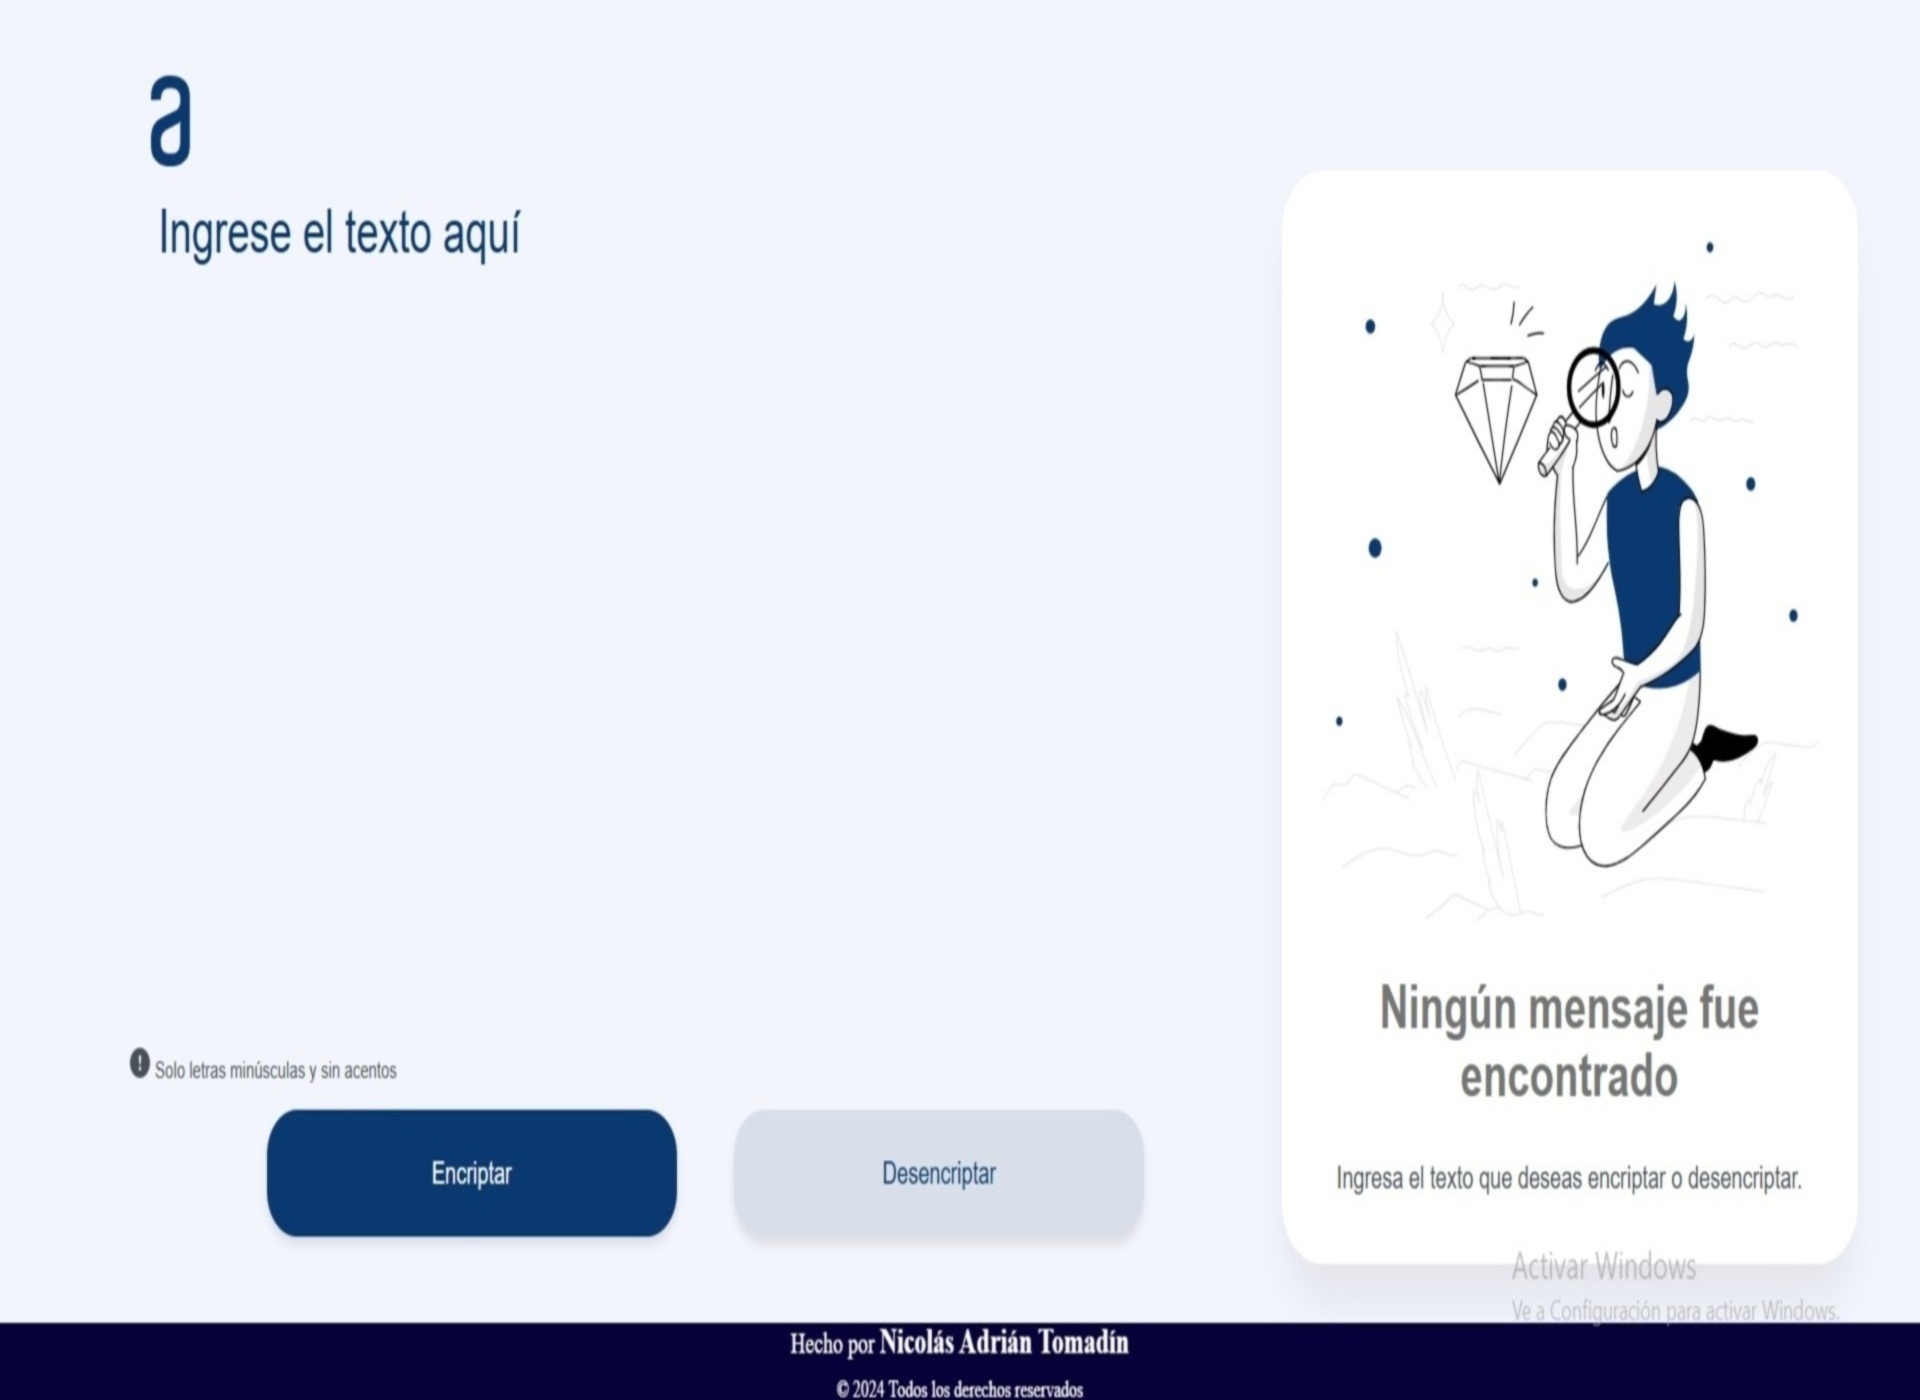 a
Ingrese el texto aquí
Solo letras minúsculas y sin acentos
Encriptar
Desencriptar
Ningún mensaje fue
encontrado
Ingresa el texto que deseas encriptar o desencriptar.
Activar Windows
Ve a Configuración para activar Windows.
Hecho por Nicolás Adrián Tomadín
© 2024 Todos los derechos reservados